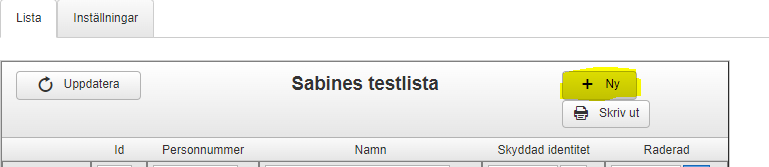 Lista Inställningar
Uppdatera Sabines testlista + Ny
Skriv ut
Id Personnummer Namn Skyddad identitet Raderad